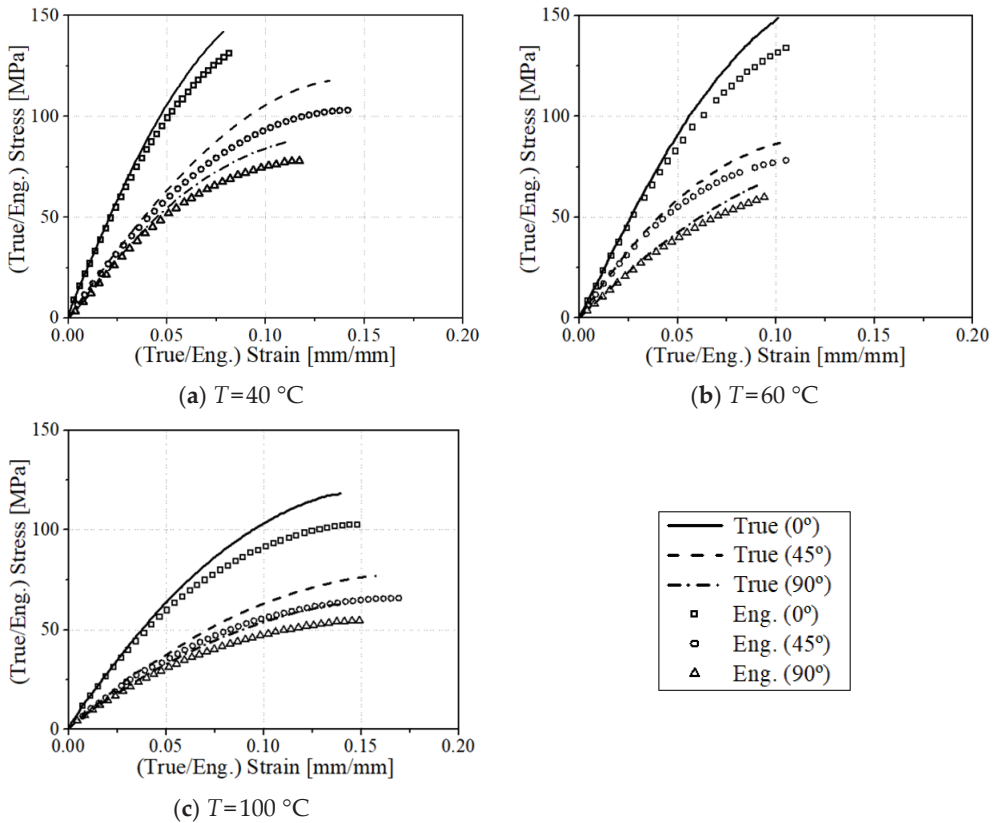 150
100
50
0
(True/Eng.) Stress [MPa]
0.00 0.05 0.10 0.15 0.20
(True/Eng.) Strain [mm/mm]
(a) T=40 °C
150
100
50
0
(True/Eng.) Stress [MPa]
0.00 0.05 0.10 0.15 0.20
(True/Eng.) Strain [mm/mm]
(b) T=60 °C
150
100
50
0
(True/Eng.) Stress [MPa]
0.00 0.05 0.10 0.15 0.20
(True/Eng.) Strain [mm/mm]
(c) T=100 °C
True (0º)
True (45º)
True (90º)
Eng. (0º)
Eng. (45º)
Eng. (90º)